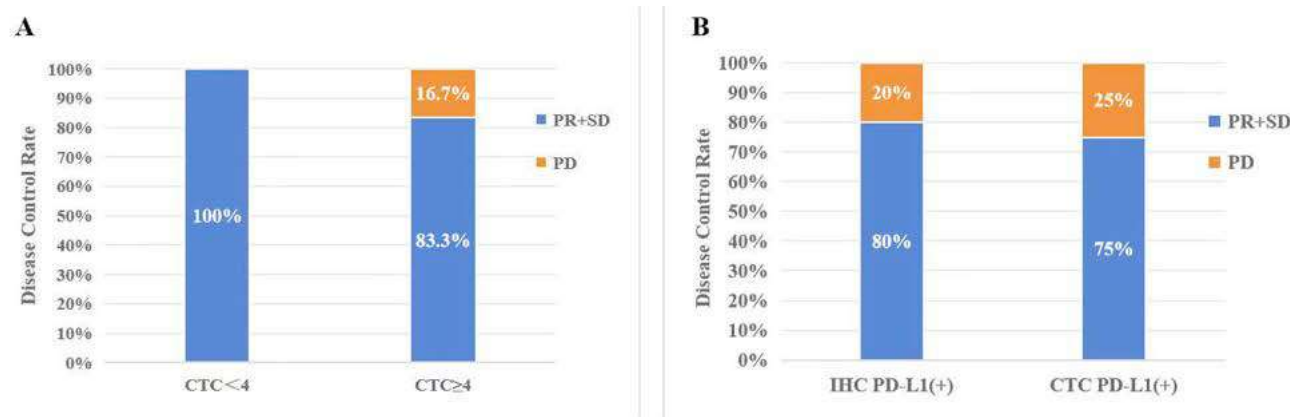 A
Disease Control Rate
100%
90%
80%
70%
60%
50%
40%
30%
20%
10%
0%
100%
16.7%
83.3%
CTC＜4
CTC≥4
PR+SD
PD
B
Disease Control Rate
100%
90%
80%
70%
60%
50%
40%
30%
20%
10%
0%
20%
80%
25%
75%
IHC PD-L1(+)
CTC PD-L1(+)
PR+SD
PD